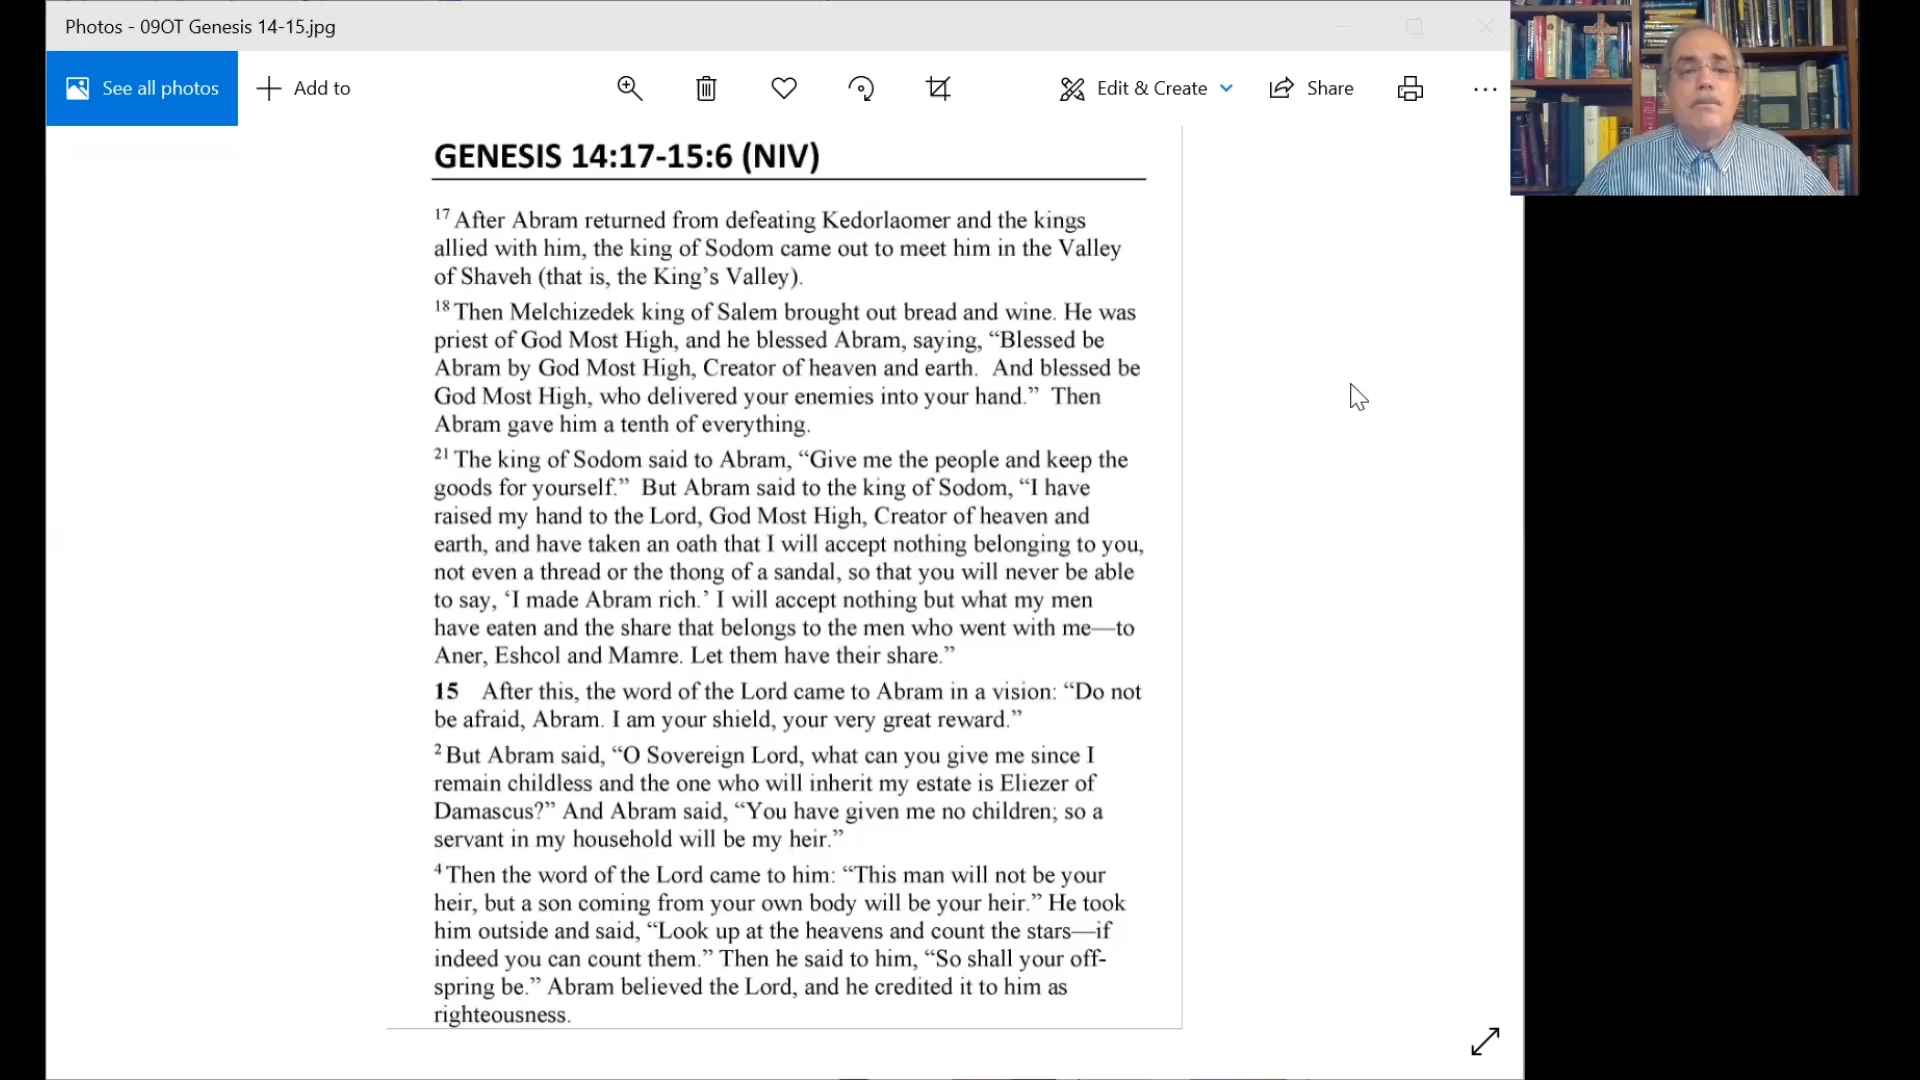 Photos - 09OT Genesis 14-15.jpg
See all photos
Add to
Edit & Create
Share
GENESIS 14:17-15:6 (NIV)
17 After Abram returned from defeating Kedorlaomer and the kings
allied with him, the king of Sodom came out to meet him in the Valley
of Shaveh (that is, the King’s Valley).
18 Then Melchizedek king of Salem brought out bread and wine. He was
priest of God Most High, and he blessed Abram, saying, “Blessed be
Abram by God Most High, Creator of heaven and earth.  And blessed be
God Most High, who delivered your enemies into your hand.”  Then
Abram gave him a tenth of everything.
21 The king of Sodom said to Abram, “Give me the people and keep the
goods for yourself.”  But Abram said to the king of Sodom, “I have
raised my hand to the Lord, God Most High, Creator of heaven and
earth, and have taken an oath that I will accept nothing belonging to you,
not even a thread or the thong of a sandal, so that you will never be able
to say, ‘I made Abram rich.’ I will accept nothing but what my men
have eaten and the share that belongs to the men who went with me—to
Aner, Eshcol and Mamre. Let them have their share.”
15 After this, the word of the Lord came to Abram in a vision: “Do not
be afraid, Abram. I am your shield, your very great reward.”
2 But Abram said, “O Sovereign Lord, what can you give me since I
remain childless and the one who will inherit my estate is Eliezer of
Damascus?” And Abram said, “You have given me no children; so a
servant in my household will be my heir.”
4 Then the word of the Lord came to him: “This man will not be your
heir, but a son coming from your own body will be your heir.” He took
him outside and said, “Look up at the heavens and count the stars—if
indeed you can count them.” Then he said to him, “So shall your off-
spring be.” Abram believed the Lord, and he credited it to him as
righteousness.